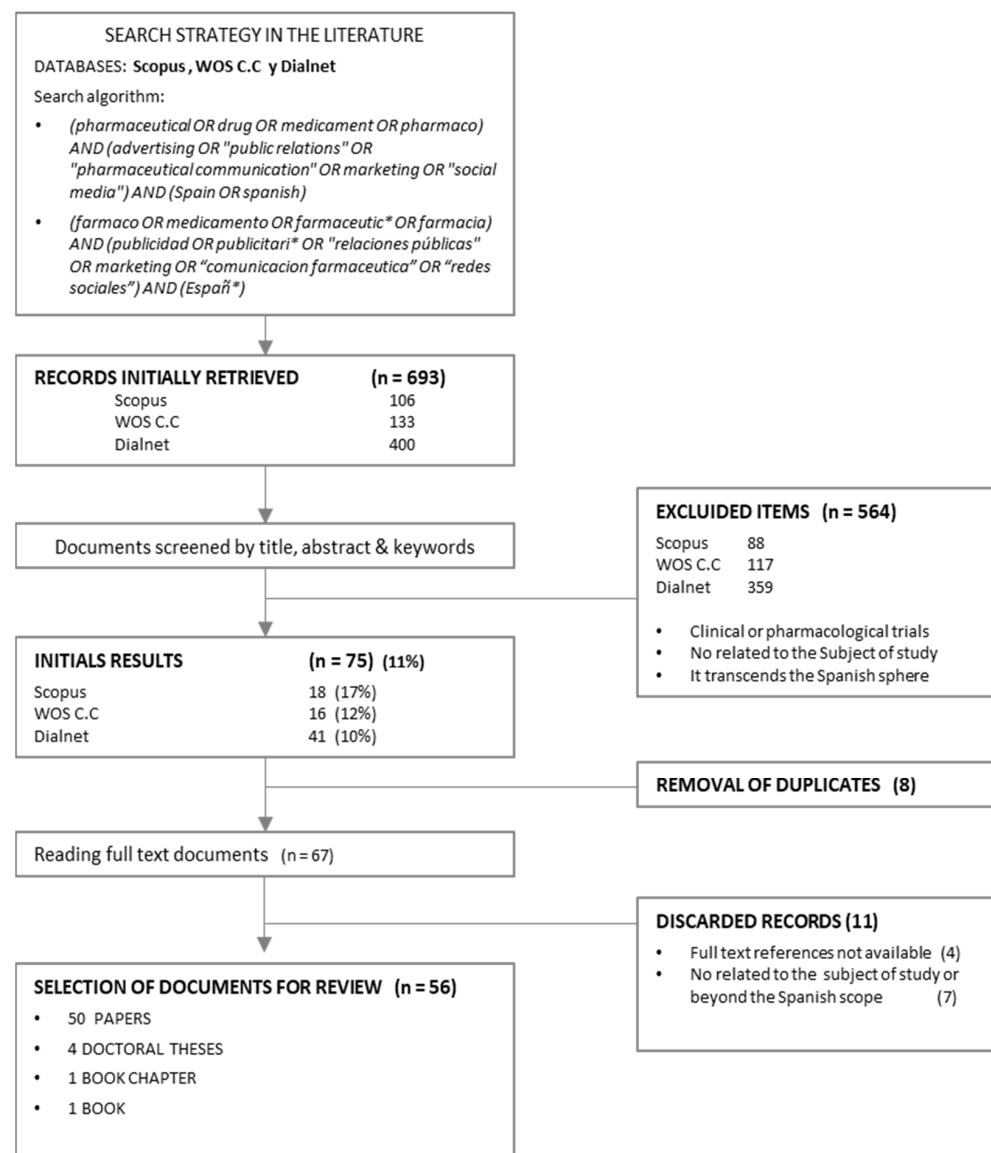 SEARCH STRATEGY IN THE LITERATURE
DATABASES: Scopus, WOS C.C y Dialnet
Search algorithm:
• (pharmaceutical OR drug OR medicament OR pharmaco)
AND (advertising OR "public relations" OR
"pharmaceutical communication" OR marketing OR "social
media") AND (Spain OR spanish)
• (farmaco OR medicamento OR farmaceutic* OR farmacia)
AND (publicidad OR publicitari* OR "relaciones públicas"
OR marketing OR “comunicacion farmaceutica” OR “redes
sociales”) AND (Españ*)
RECORDS INITIALLY RETRIEVED (n = 693)
Scopus 106
WOS C.C 133
Dialnet 400
Documents screened by title, abstract & keywords
EXCLUIDED ITEMS (n = 564)
Scopus 88
WOS C.C 117
Dialnet 359
• Clinical or pharmacological trials
• No related to the Subject of study
• It transcends the Spanish sphere
INITIALS RESULTS (n = 75) (11%)
Scopus 18 (17%)
WOS C.C 16 (12%)
Dialnet 41 (10%)
REMOVAL OF DUPLICATES (8)
Reading full text documents (n = 67)
DISCARDED RECORDS (11)
• Full text references not available (4)
• No related to the subject of study or
beyond the Spanish scope (7)
SELECTION OF DOCUMENTS FOR REVIEW (n = 56)
• 50 PAPERS
• 4 DOCTORAL THESES
• 1 BOOK CHAPTER
• 1 BOOK